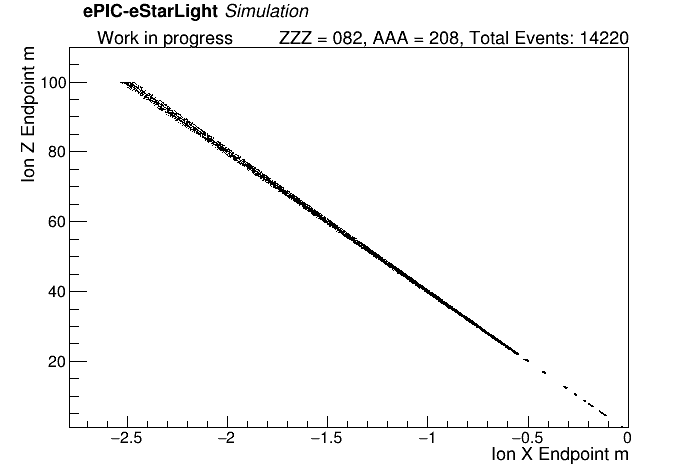 ePIC-eStarLight Simulation
Work in progress ZZZ = 082, AAA = 208, Total Events: 14220
Ion Z Endpoint m
100
80
60
40
20
−2.5 −2 −1.5 −1 −0.5 0
Ion X Endpoint m